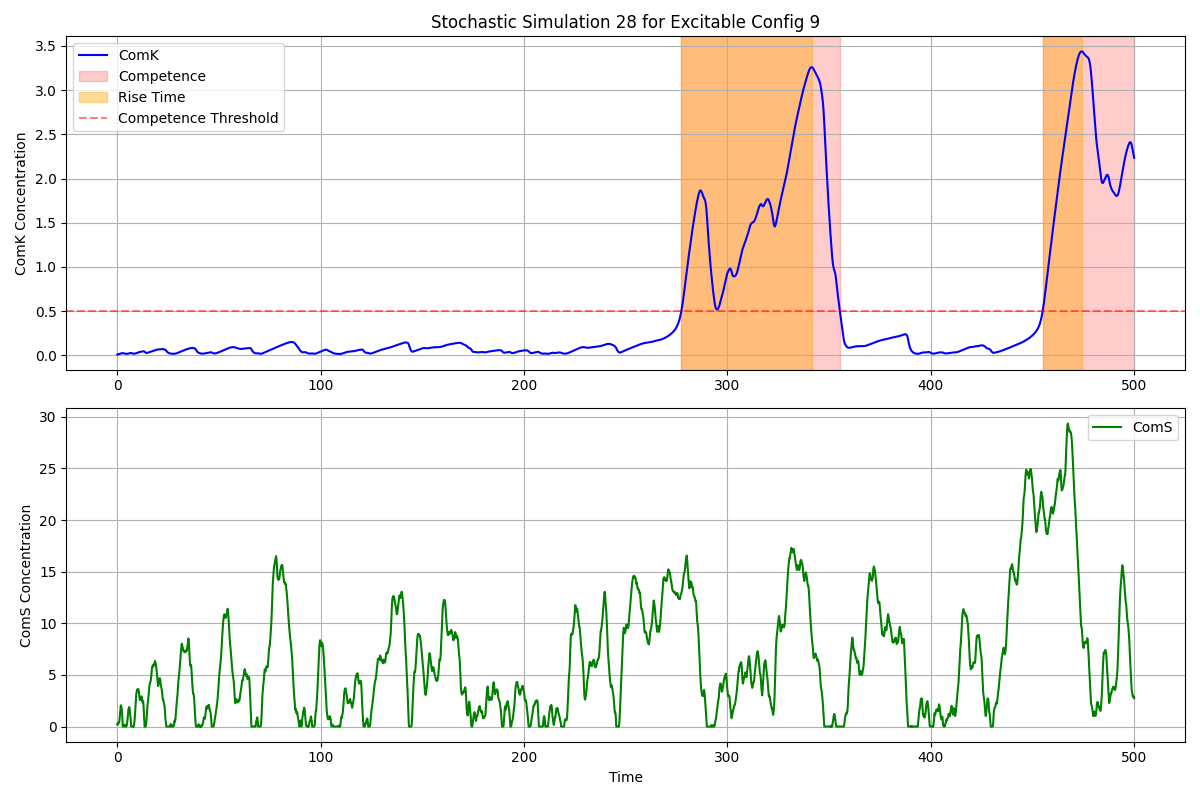 Stochastic Simulation 28 for Excitable Config 9
ComK Concentration
3.5
3.0
2.5
2.0
1.5
1.0
0.5
0.0
ComK
Competence
Rise Time
Competence Threshold
0 100 200 300 400 500
ComS Concentration
30
25
20
15
10
5
0
ComS
0 100 200 300 400 500
Time